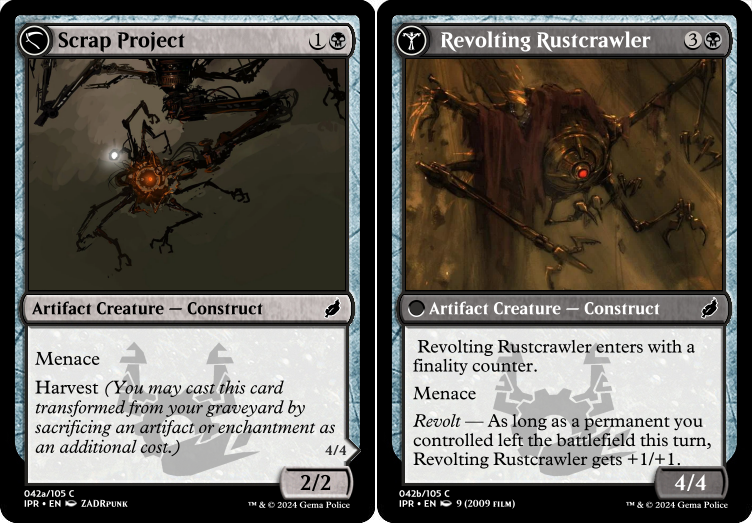 Scrap Project 1
Artifact Creature — Construct
Menace
Harvest (You may cast this card
transformed from your graveyard by
sacrificing an artifact or enchantment as
an additional cost.)
4/4
2/2
042a/105 C
IPR • EN ZADRpunk
™ & © 2024 Gema Police
Revolting Rustcrawler 3
Artifact Creature — Construct
Revolting Rustcrawler enters with a
finality counter.
Menace
Revolt — As long as a permanent you
controlled left the battlefield this turn,
Revolting Rustcrawler gets +1/+1.
4/4
042b/105 C
IPR • EN 9 (2009 film)
™ & © 2024 Gema Police